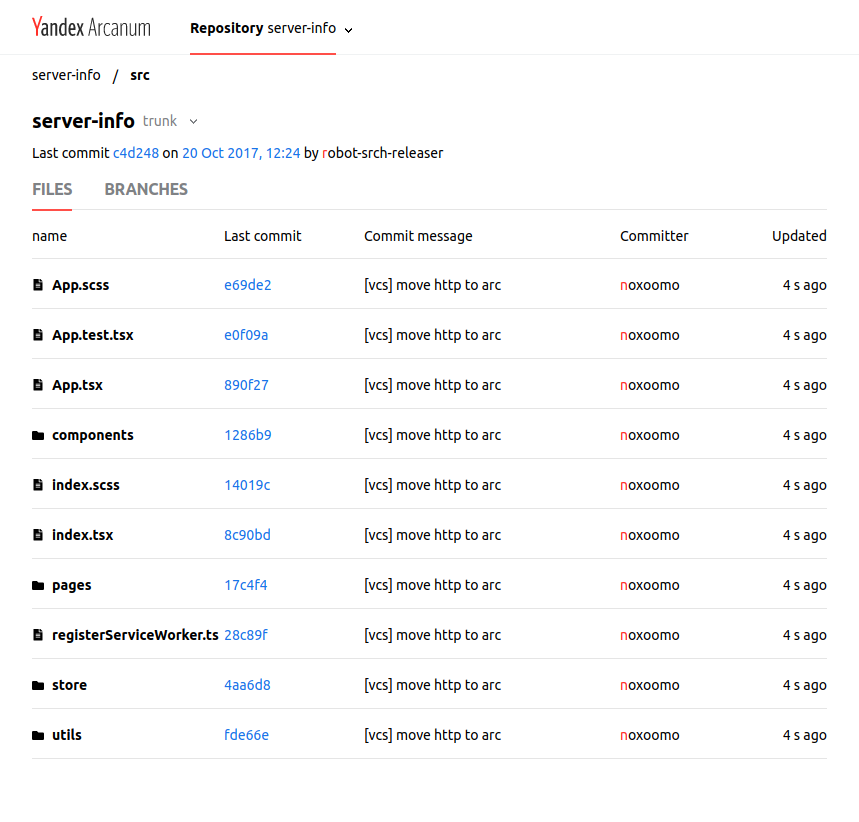 Yandex Arcanum Repository server-info
server-info / src
server-info trunk
Last commit c4d248 on 20 Oct 2017, 12:24 by robot-srch-releaser
FILES BRANCHES
name Last commit Commit message Committer Updated
App.scss e69de2 [vcs] move http to arc noxoomo 4 s ago
App.test.tsx e0f09a [vcs] move http to arc noxoomo 4 s ago
App.tsx 890f27 [vcs] move http to arc noxoomo 4 s ago
components 1286b9 [vcs] move http to arc noxoomo 4 s ago
index.scss 14019c [vcs] move http to arc noxoomo 4 s ago
index.tsx 8c90bd [vcs] move http to arc noxoomo 4 s ago
pages 17c4f4 [vcs] move http to arc noxoomo 4 s ago
registerServiceWorker.ts 28c89f [vcs] move http to arc noxoomo 4 s ago
store 4aa6d8 [vcs] move http to arc noxoomo 4 s ago
utils fde66e [vcs] move http to arc noxoomo 4 s ago